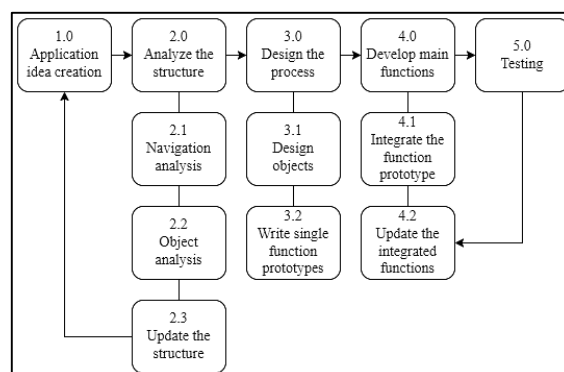 1.0
Application
idea creation
2.0
Analyze the
structure
3.0
Design the
process
4.0
Develop main
functions
5.0
Testing
2.1
Navigation
analysis
3.1
Design
objects
4.1
Integrate the
function
prototype
2.2
Object
analysis
3.2
Write single
function
prototypes
4.2
Update the
integrated
functions
2.3
Update the
structure